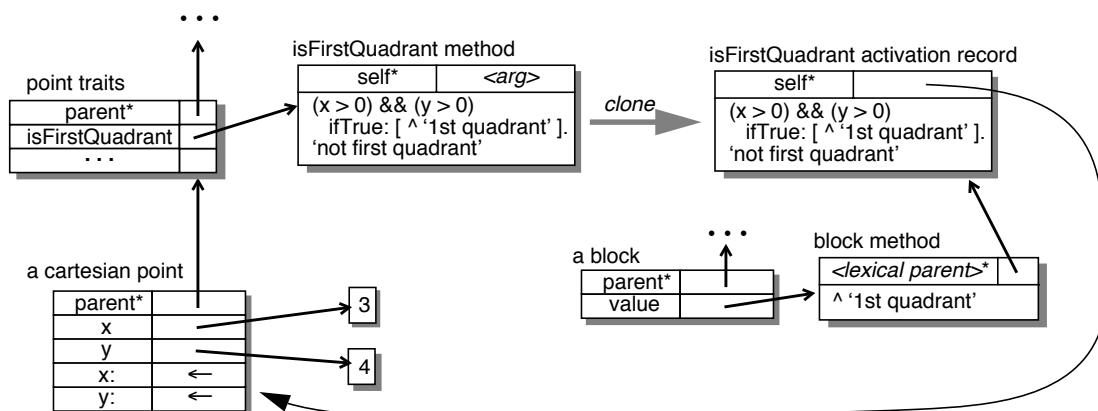 • • •
isFirstQuadrant method
isFirstQuadrant activation record
point traits
self* <arg>
self*
parent*
(x > 0) && (y > 0)
clone
(x > 0) && (y > 0)
isFirstQuadrant
ifTrue: [ ^ ‘1st quadrant’ ].
ifTrue: [ ^ ‘1st quadrant’ ].
• • •
‘not first quadrant’
‘not first quadrant’
• • •
a block
block method
a cartesian point
parent*
<lexical parent>*
parent*
value
^ ‘1st quadrant’
3
x
y
4
x: ←
y: ←